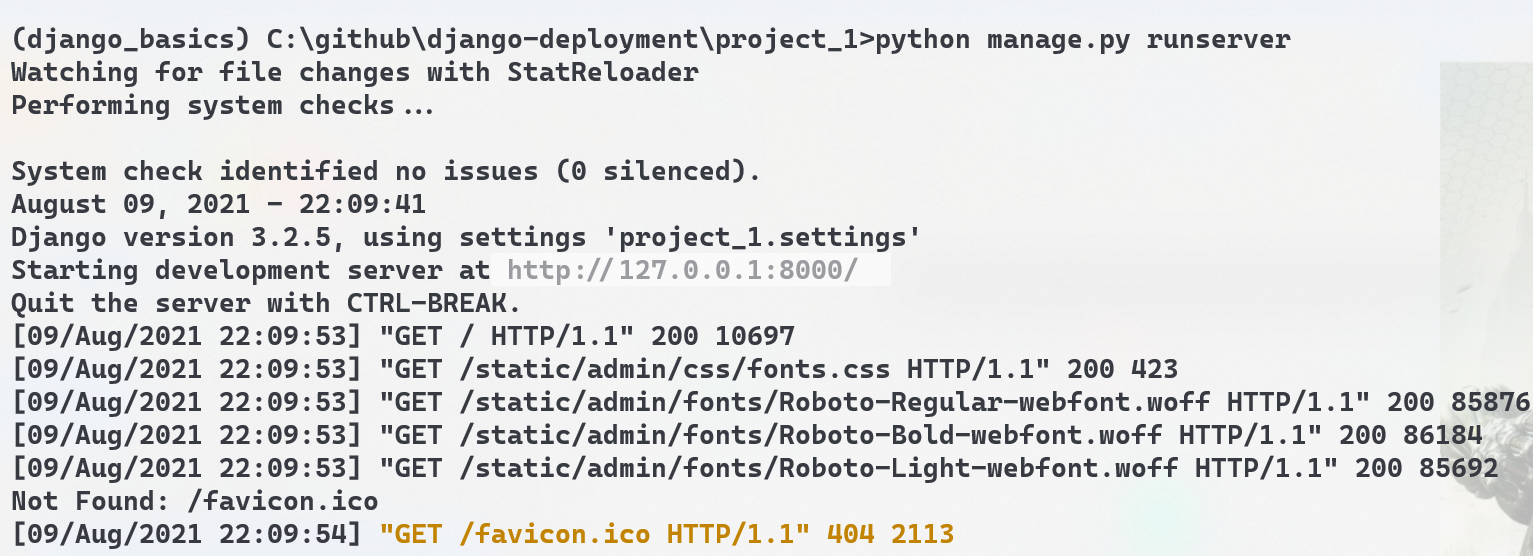 (django_basics) C:\github\django-deployment\project_1>python manage.py runserver
Watching for file changes with StatReloader
Performing system checks...
System check identified no issues (0 silenced).
August 09, 2021 - 22:09:41
Django version 3.2.5, using settings 'project_1.settings'
Starting development server at http://127.0.0.1:8000/
Quit the server with CTRL-BREAK.
[09/Aug/2021 22:09:53] "GET / HTTP/1.1" 200 10697
[09/Aug/2021 22:09:53] "GET /static/admin/css/fonts.css HTTP/1.1" 200 423
[09/Aug/2021 22:09:53] "GET /static/admin/fonts/Roboto-Regular-webfont.woff HTTP/1.1" 200 85876
[09/Aug/2021 22:09:53] "GET /static/admin/fonts/Roboto-Bold-webfont.woff HTTP/1.1" 200 86184
[09/Aug/2021 22:09:53] "GET /static/admin/fonts/Roboto-Light-webfont.woff HTTP/1.1" 200 85692
Not Found: /favicon.ico
[09/Aug/2021 22:09:54] "GET /favicon.ico HTTP/1.1" 404 2113